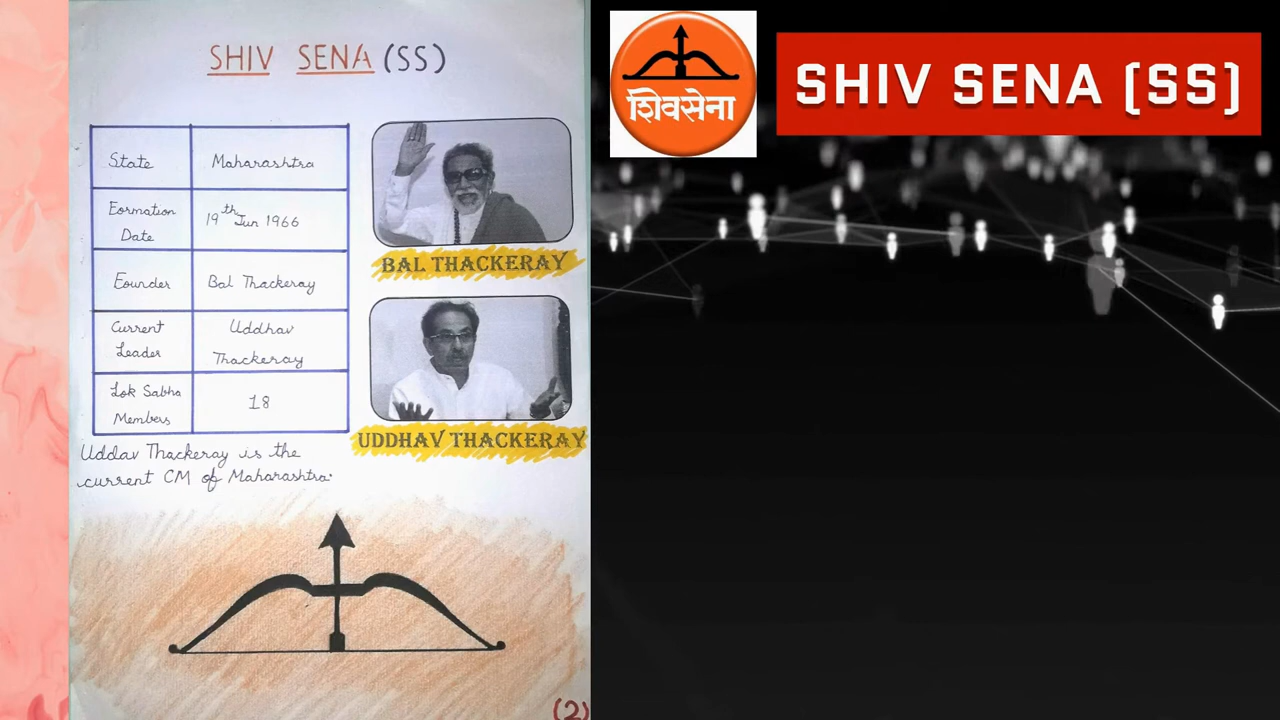 SHIV SENA (SS)
State
Maharashtra
Formation
Date
19th Jun 1966
Founder
Bal Thackeray
Current
Leader
Uddhav
Thackeray
Lok Sabha
Members
18
BAL THACKERAY
UDDHAV THACKERAY
Uddav Thackeray is the
current CM of Maharashtra.
(2)
शिवसेना
SHIV SENA (SS)